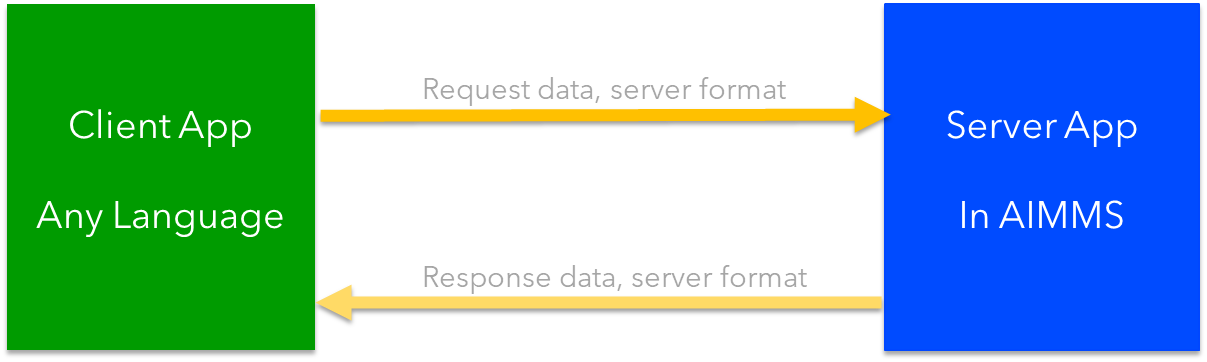 Client App
Any Language
Request data, server format
Response data, server format
Server App
In AIMMS